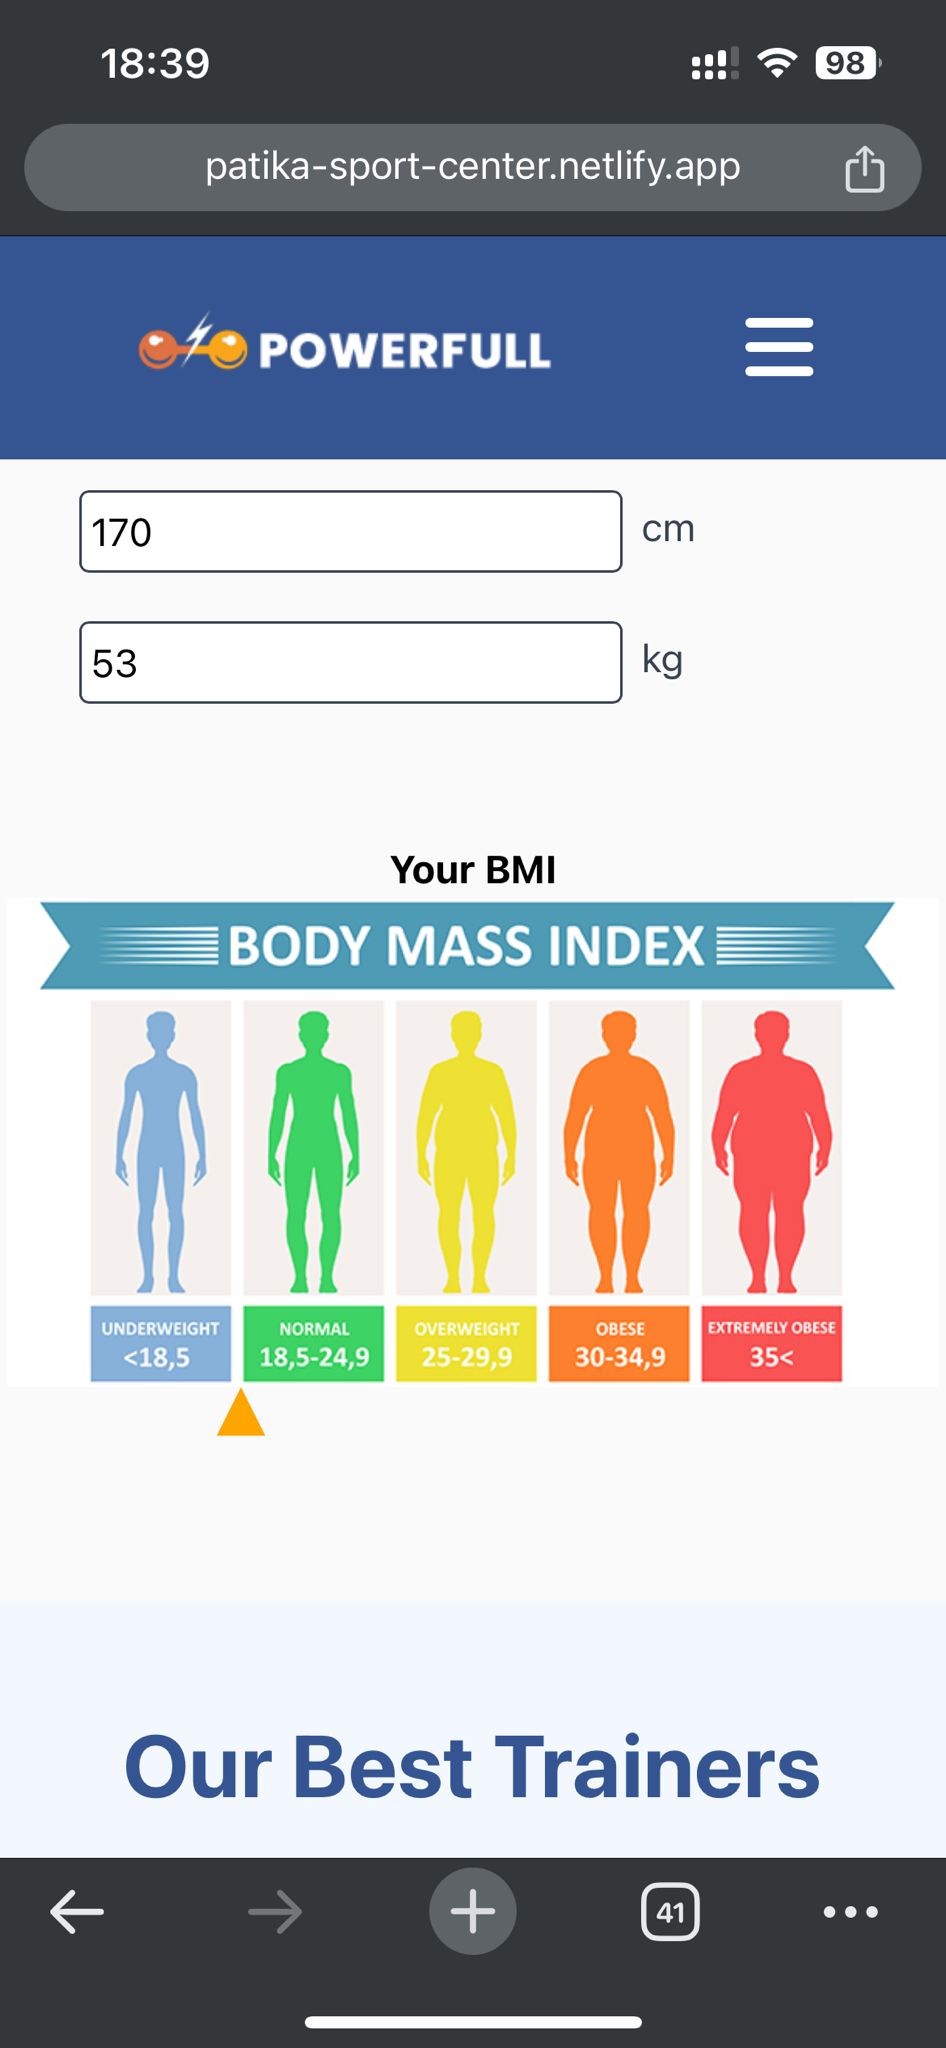 18:39
98
patika-sport-center.netlify.app
POWERFULL
170 cm
53 kg
Your BMI
BODY MASS INDEX
UNDERWEIGHT NORMAL OVERWEIGHT OBESE EXTREMELY OBESE
<18,5 18,5-24,9 25-29,9 30-34,9 35<
Our Best Trainers
41